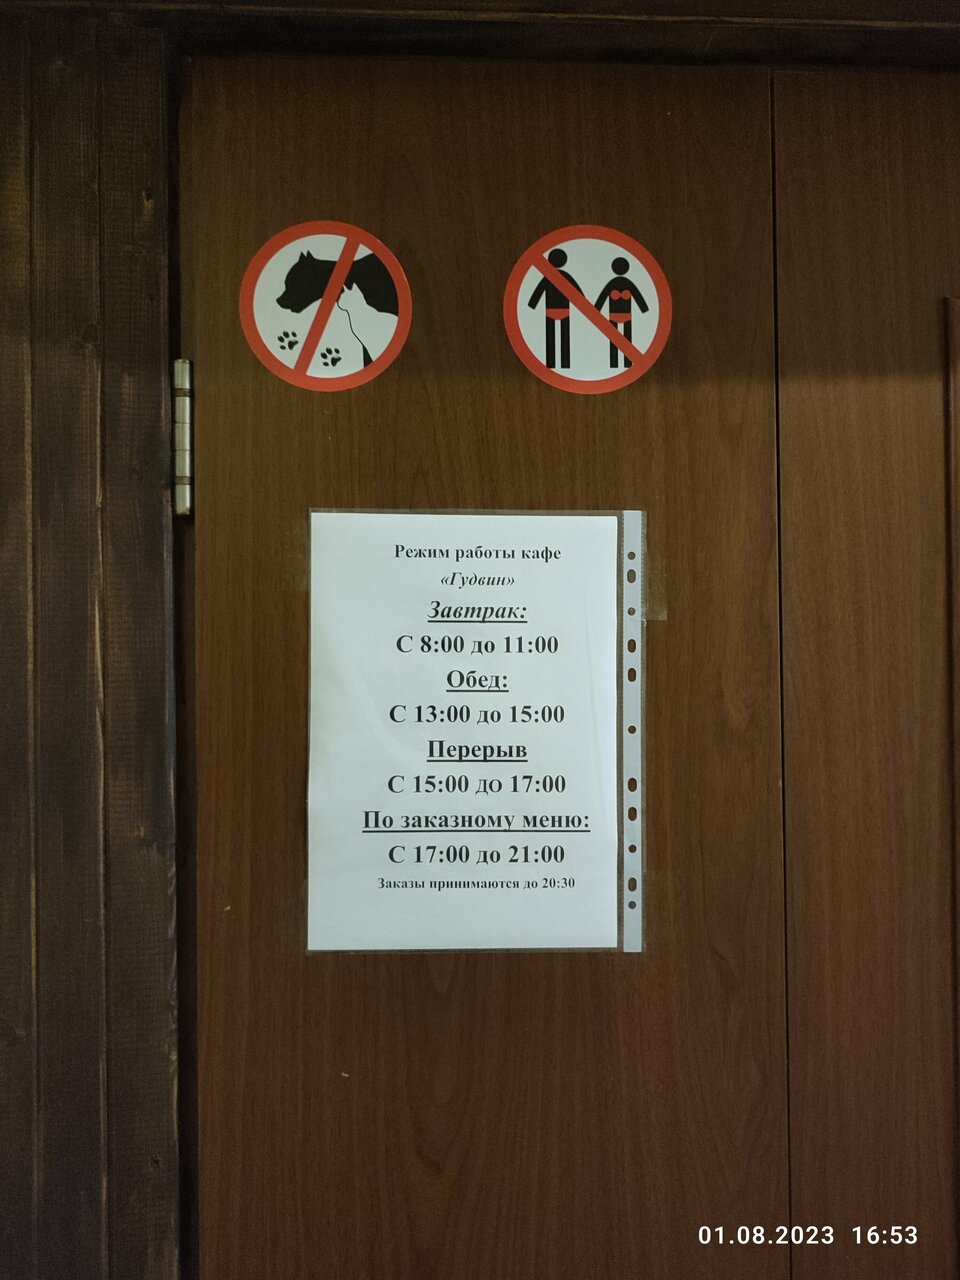 Режим работы кафе
«Гудвин»
Завтрак:
С 8:00 до 11:00
Обед:
С 13:00 до 15:00
Перерыв
С 15:00 до 17:00
По заказному меню:
С 17:00 до 21:00
Заказы принимаются до 20:30
01.08.2023 16:53